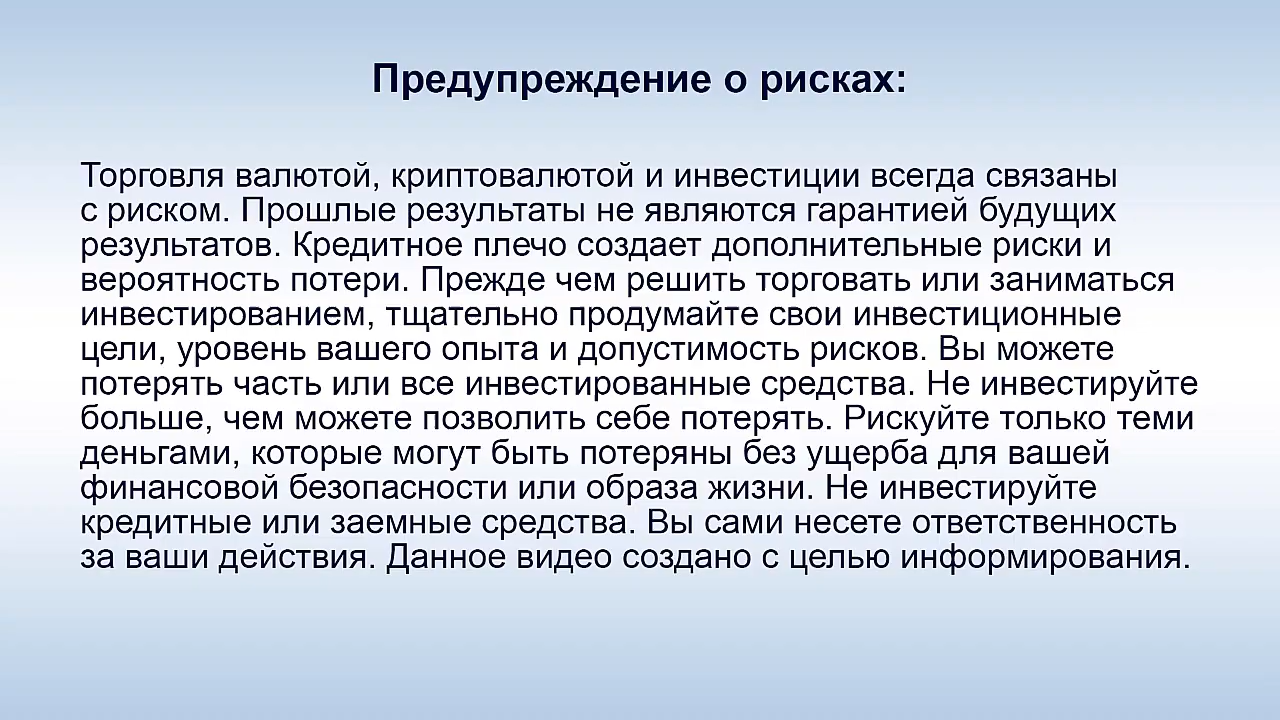 Предупреждение о рисках:
Торговля валютой, криптовалютой и инвестиции всегда связаны
с риском. Прошлые результаты не являются гарантией будущих
результатов. Кредитное плечо создает дополнительные риски и
вероятность потери. Прежде чем решить торговать или заниматься
инвестированием, тщательно продумайте свои инвестиционные
цели, уровень вашего опыта и допустимость рисков. Вы можете
потерять часть или все инвестированные средства. Не инвестируйте
больше, чем можете позволить себе потерять. Рискуйте только теми
деньгами, которые могут быть потеряны без ущерба для вашей
финансовой безопасности или образа жизни. Не инвестируйте
кредитные или заемные средства. Вы сами несете ответственность
за ваши действия. Данное видео создано с целью информирования.